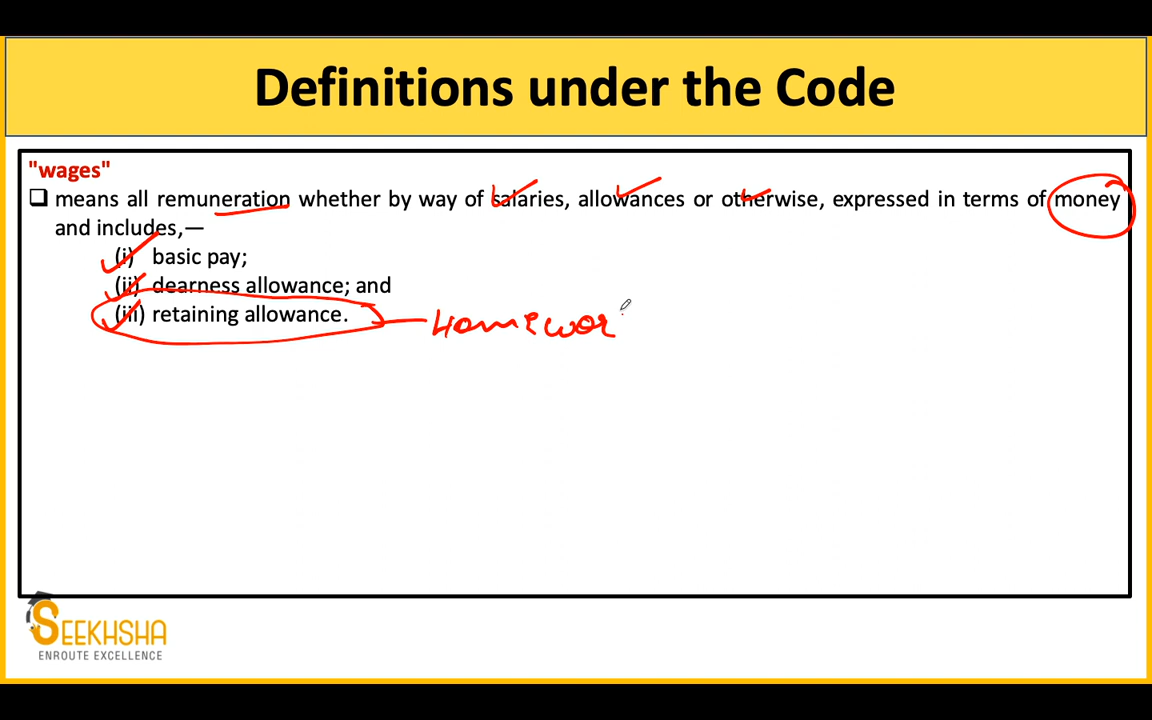 Definitions under the Code
"wages"
❑ means all remuneration whether by way of salaries, allowances or otherwise, expressed in terms of money
and includes,—
(i) basic pay;
(ii) dearness allowance; and
(iii) retaining allowance.
Homewor
SEEKHSHA
ENROUTE EXCELLENCE